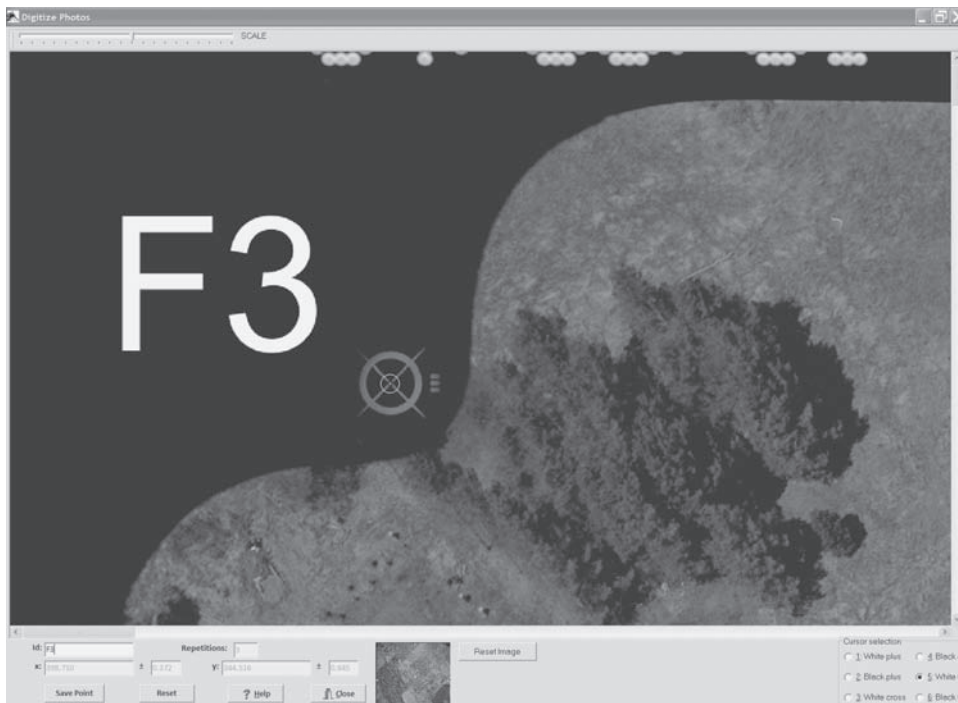 Digitize Photos
SCALE
F3
Id: F3
Repetitions:
x: ±
y: ±
Save Point
Reset
? Help
Close
Reset Image
Cursor selection
1: White plus
4: Black
2: Black plus
5: White
3: White cross
6: Black